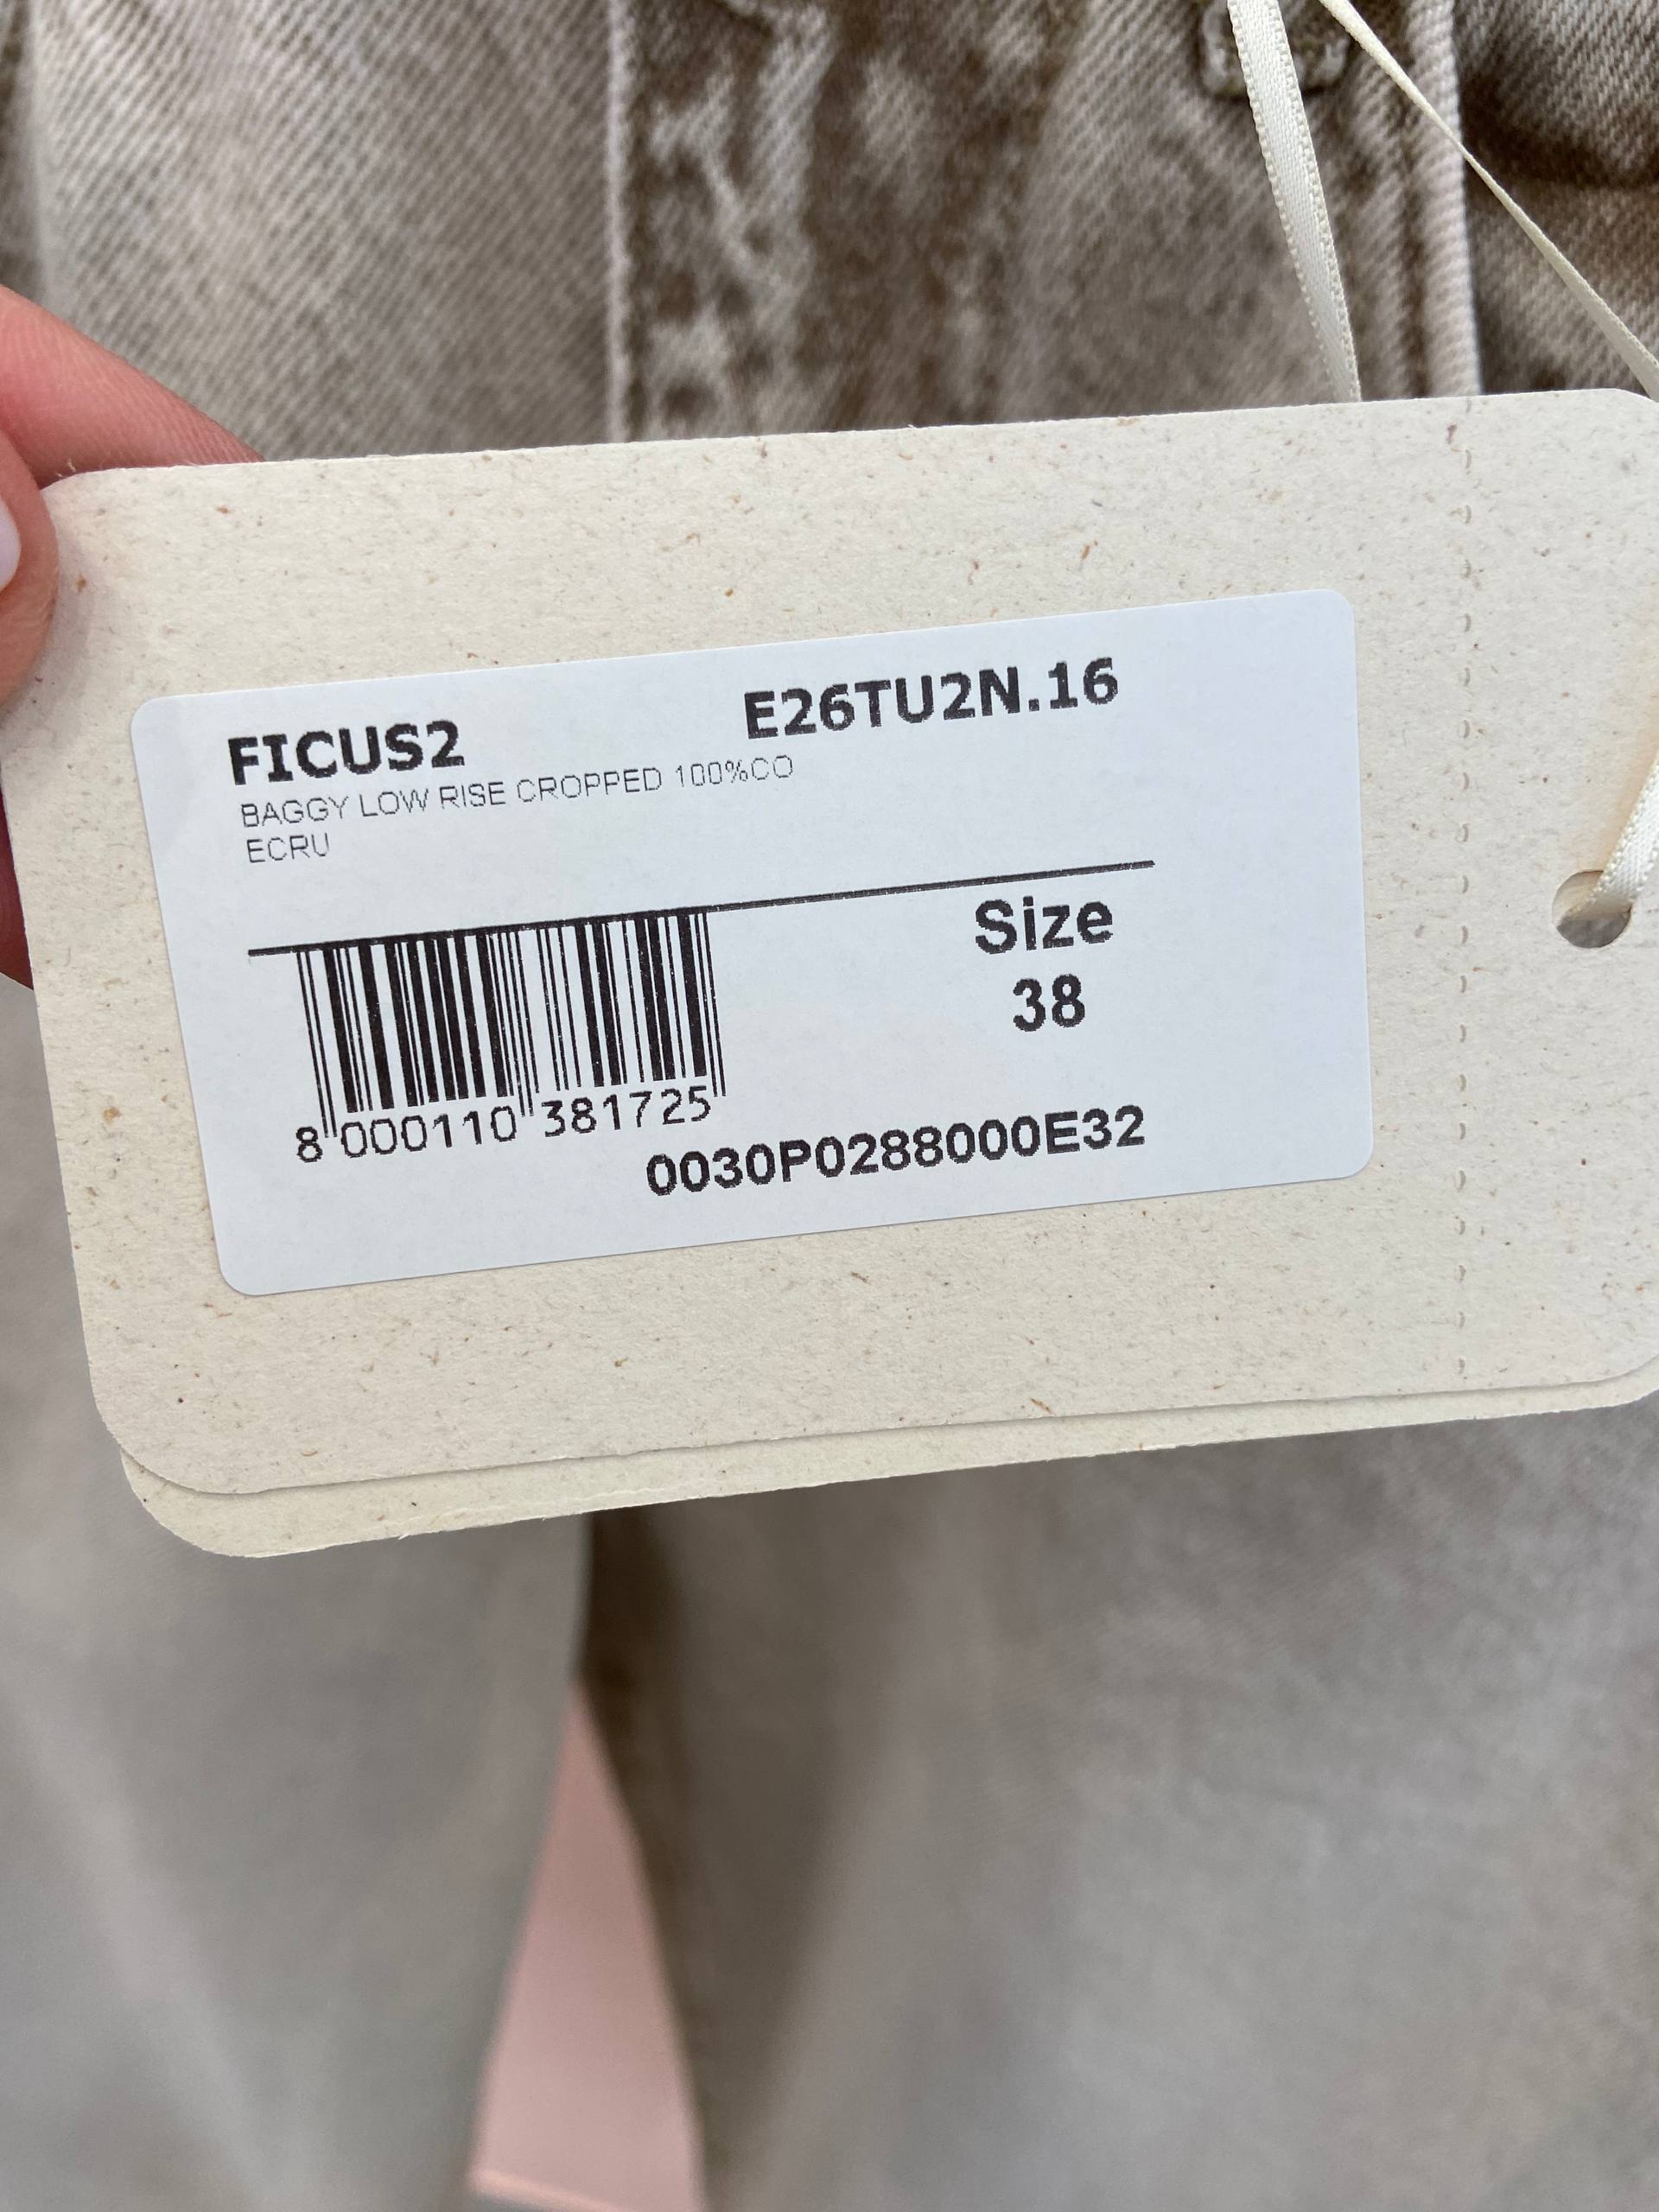 FICUS2 E26TU2N.16
BAGGY LOW RISE CROPPED 100%CO
ECRU
Size
38
8 000110 381725
0030P0288000E32